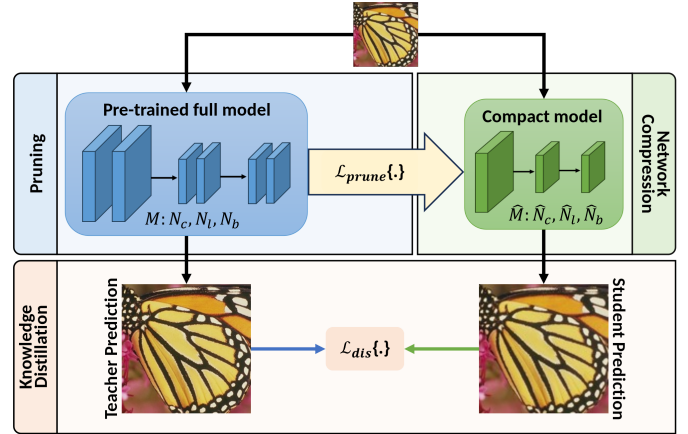 Pre-trained full model
Compact model
Pruning
Network
Compression
ℒ_prune{.}
M: N_c, N_l, N_b
M̂: N̂_c, N̂_l, N̂_b
Knowledge
Distillation
Teacher Prediction
ℒ_dis{.}
Student Prediction